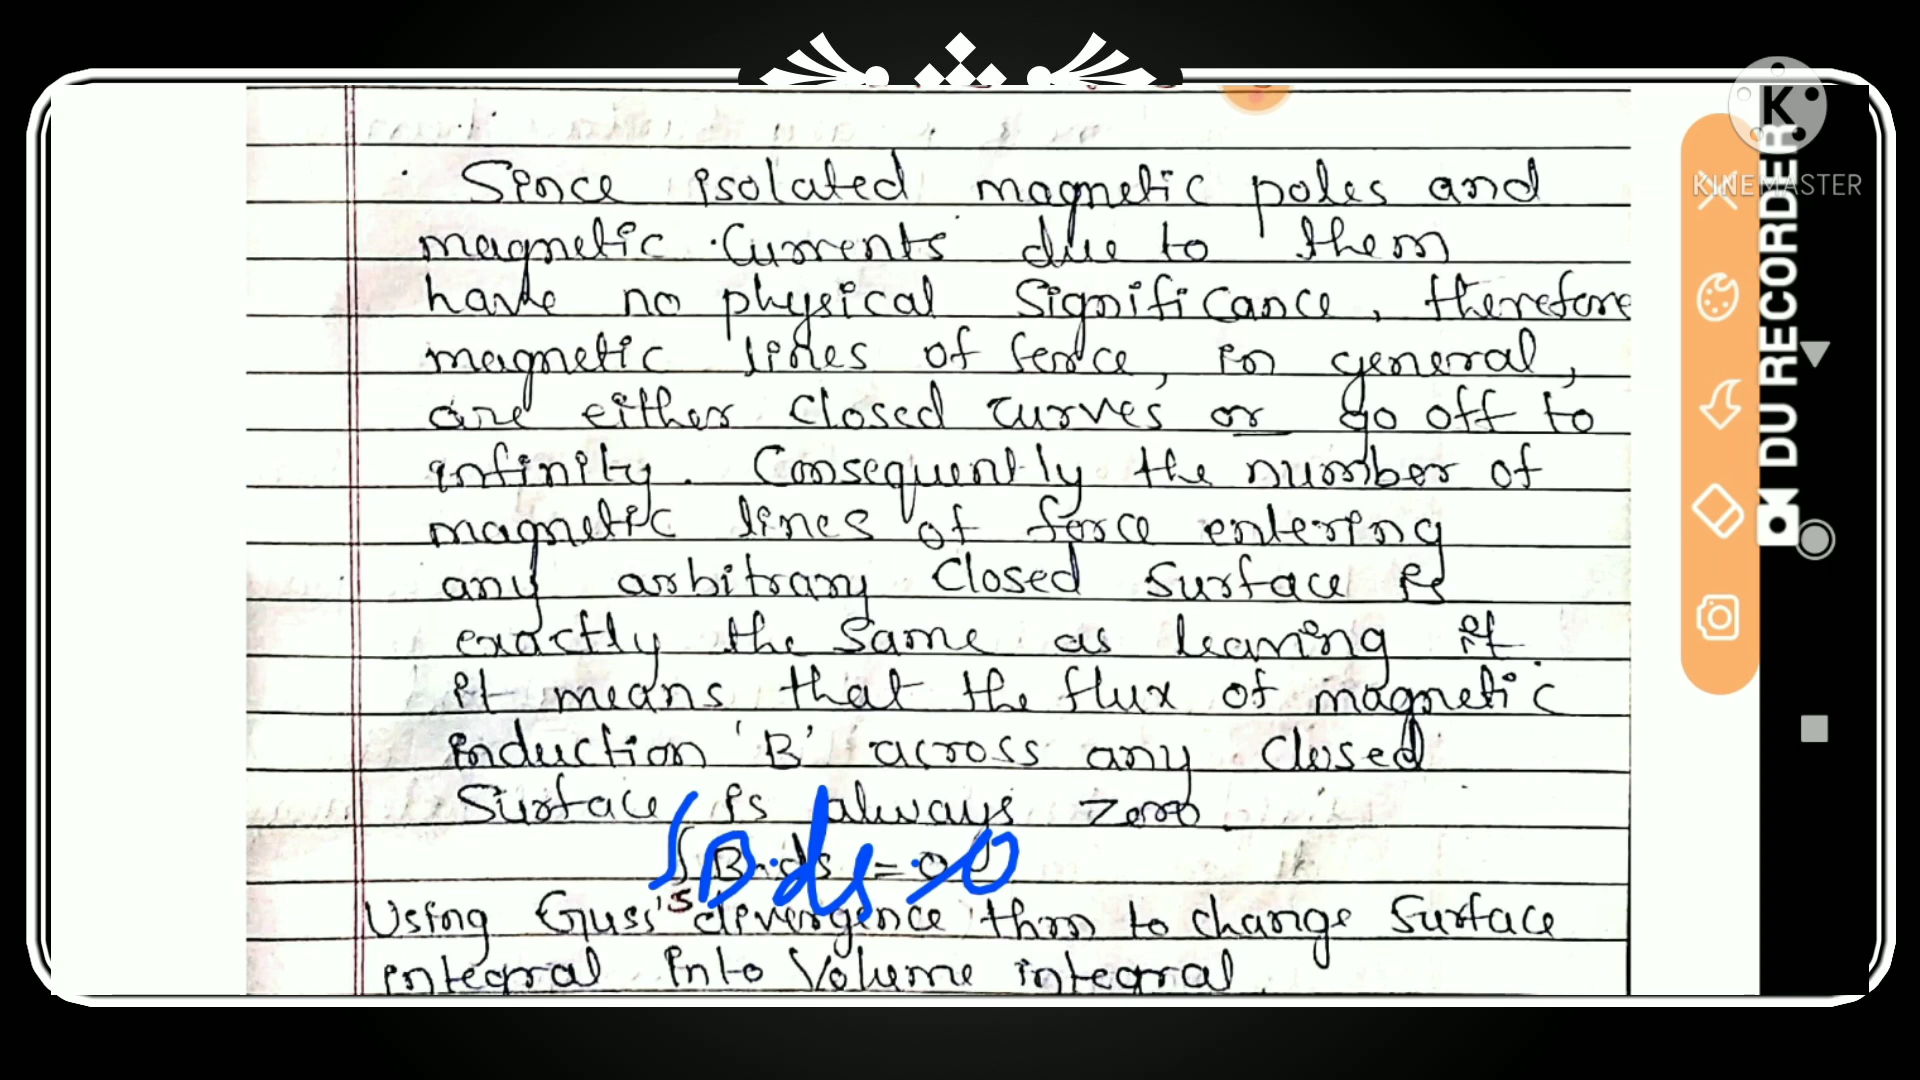 Since isolated magnetic poles and
magnetic currents due to them
have no physical significance, therefore
magnetic lines of force, in general,
are either closed curves or go off to
infinity. Consequently the number of
magnetic lines of force entering
any arbitrary closed surface is
exactly the same as leaving it.
it means that the flux of magnetic
induction 'B' across any closed
surface is always zero
∫s B.ds = 0
∫B.ds=0
Using Guss's divergence thm to change surface
integral into volume integral.
K
KINEMASTER
DU RECORDER